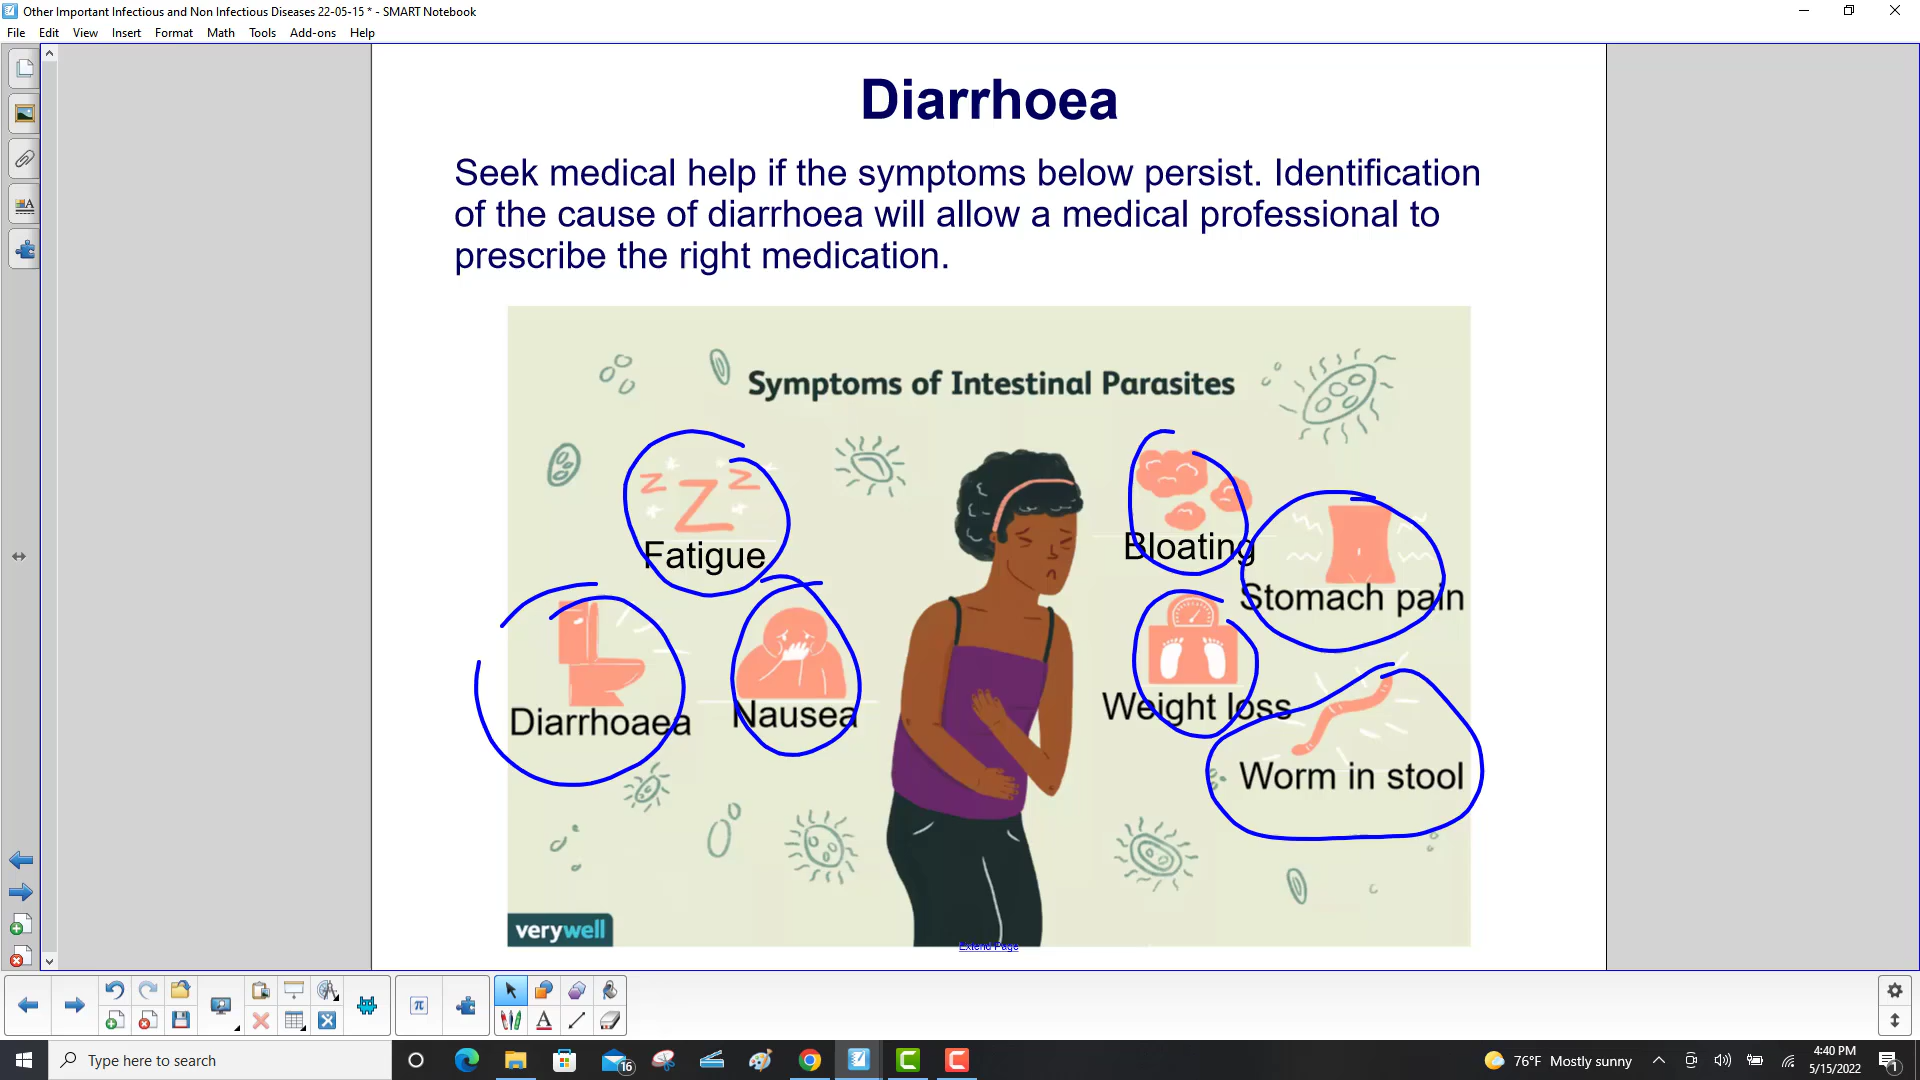 Other Important Infectious and Non Infectious Diseases 22-05-15 * - SMART Notebook
File Edit View Insert Format Math Tools Add-ons Help
Diarrhoea
Seek medical help if the symptoms below persist. Identification
of the cause of diarrhoea will allow a medical professional to
prescribe the right medication.
Symptoms of Intestinal Parasites
z Z z
Fatigue
Bloating
Stomach pain
Diarrhoaea
Nausea
Weight loss
Worm in stool
verywell
Extend Page
π
A
Type here to search
16
C
C
76°F Mostly sunny
4:40 PM
5/15/2022
1